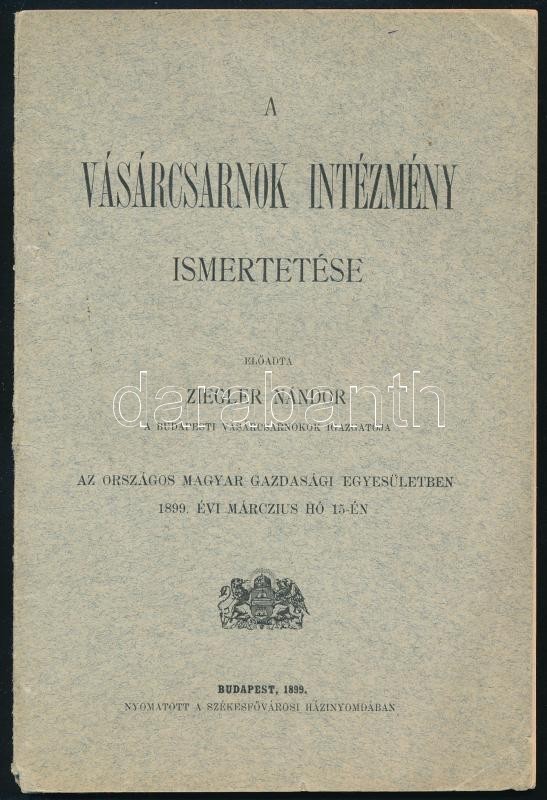 A
VÁSÁRCSARNOK INTÉZMÉNY
ISMERTETÉSE
ELŐADTA
ZIEGLER NÁNDOR
A BUDAPESTI VÁSÁRCSARNOKOK IGAZGATÓJA
darabanth
AZ ORSZÁGOS MAGYAR GAZDASÁGI EGYESÜLETBEN
1899. ÉVI MÁRCZIUS HÓ 15-ÉN
BUDAPEST, 1899.
NYOMATOTT A SZÉKESFŐVÁROSI HÁZINYOMDÁBAN